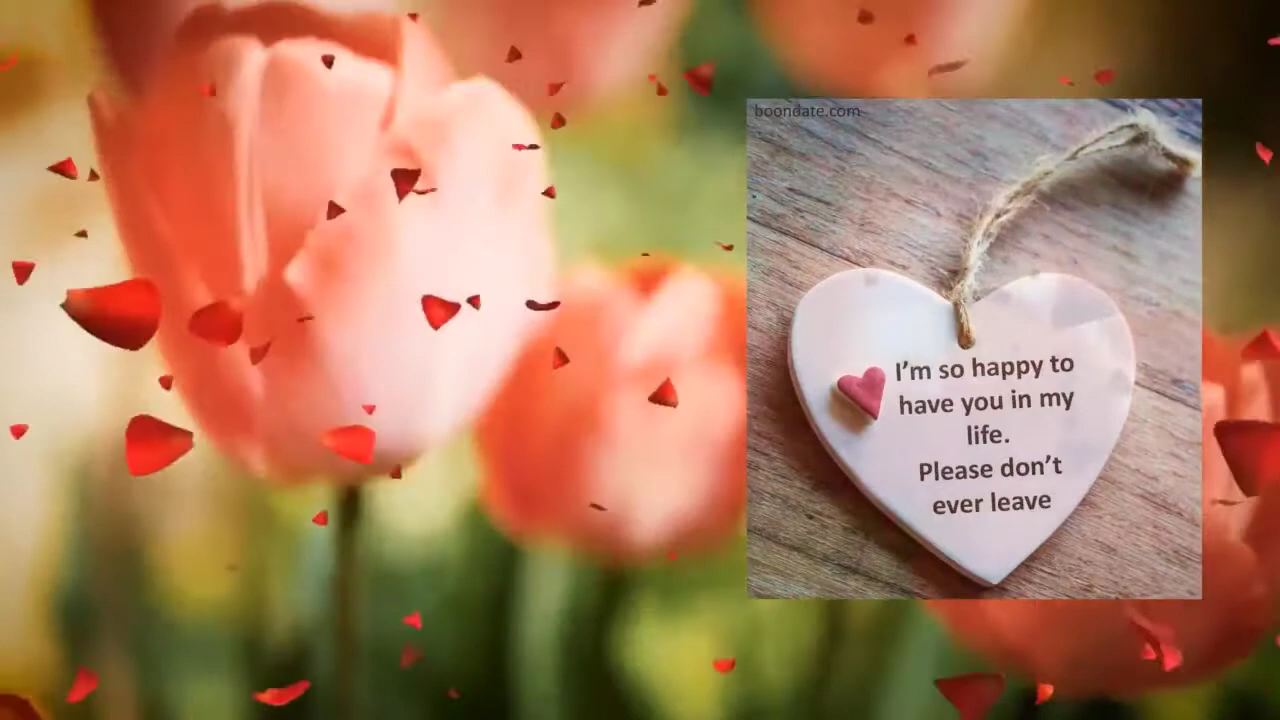 boondate.com
I'm so happy to
have you in my
life.
Please don't
ever leave